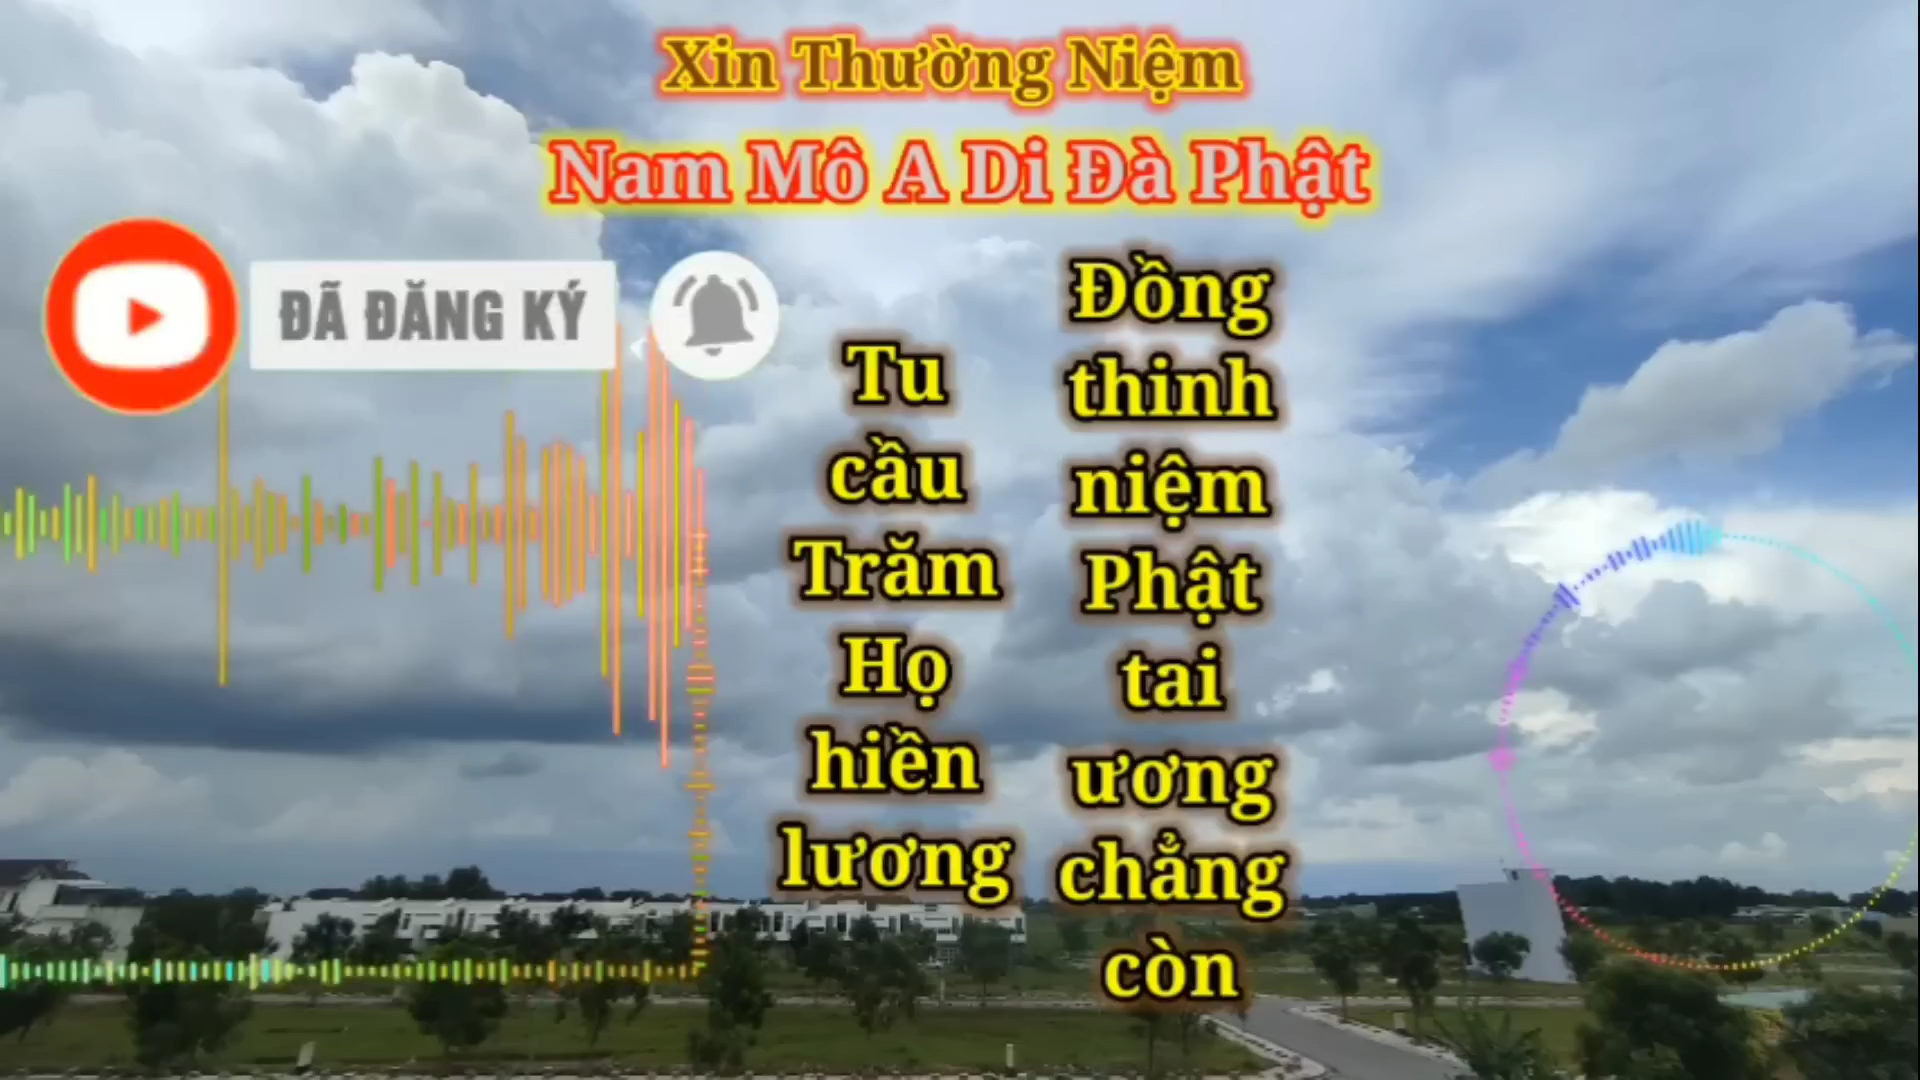 Xin Thường Niệm
Nam Mô A Di Đà Phật
ĐÃ ĐĂNG KÝ
Tu
cầu
Trăm
Họ
hiền
lương
Đồng
thinh
niệm
Phật
tai
ương
chẳng
còn